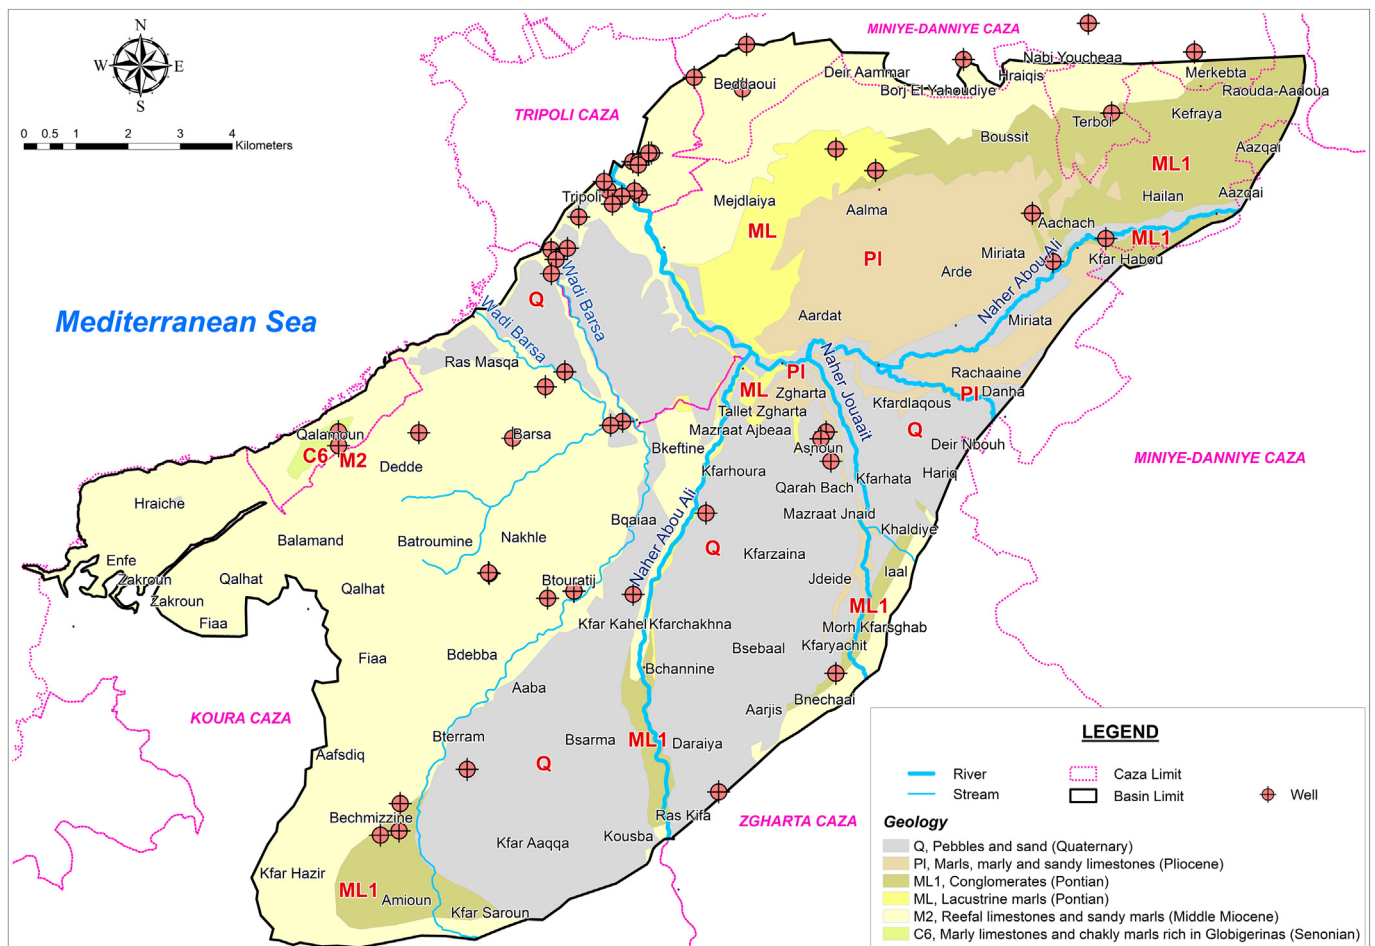 MINIYE-DANNIYE CAZA
N
W
E
S
Nabi Youcheaa
Deir Aammar
Hraiqis
Merkebta
Beddaoui
Borj El Yahoudiye
Raouda-Aadoua
TRIPOLI CAZA
Terbol
Kefraya
0 0.5 1 2 3 4
Kilometers
Boussit
Aazqai
ML1
Tripoli
Mejdlaiya
Hailan
Aazqai
Aalma
Aachach
ML
ML1
PI
Miriata
Kfar Habou
Arde
Naher Abou Ali
Wadi Barsa
Q
Wadi Barsa
Mediterranean Sea
Aardat
Miriata
Ras Masqa
Naher Jouaait
PI
Rachaaine
ML
Zgharta
PI
Danha
Tallet Zgharta
Kfardlaqous
Qalamoun
Barsa
Mazraat Ajbeaa
Q
C6
M2
Bkeftine
Asnoun
Deir Nbouh
MINIYE-DANNIYE CAZA
Dedde
Kfarhoura
Kfarhata
Hariq
Qarah Bach
Hraiche
Naher Abou Ali
Mazraat Jnaid
Bqaiaa
Khaldiye
Balamand
Batroumine
Nakhle
Q
Kfarzaina
Enfe
Iaal
Zakroun
Qalhat
Qalhat
Btouratij
Jdeide
Zakroun
ML1
Fiaa
Kfar Kahel
Kfarchakhna
Morh Kfarsghab
Bsebaal
Kfaryachit
Fiaa
Bdebba
Bchannine
Aaba
Bnechaai
KOURA CAZA
Aarjis
Bterram
Bsarma
ML1
Daraiya
Aafsdiq
Q
Bechmizzine
Ras Kifa
ZGHARTA CAZA
Kousba
Kfar Aaqqa
Kfar Hazir
ML1
Amioun
Kfar Saroun
LEGEND
River
Caza Limit
Stream
Basin Limit
Well
Geology
Q, Pebbles and sand (Quaternary)
PI, Marls, marly and sandy limestones (Pliocene)
ML1, Conglomerates (Pontian)
ML, Lacustrine marls (Pontian)
M2, Reefal limestones and sandy marls (Middle Miocene)
C6, Marly limestones and chakly marls rich in Globigerinas (Senonian)